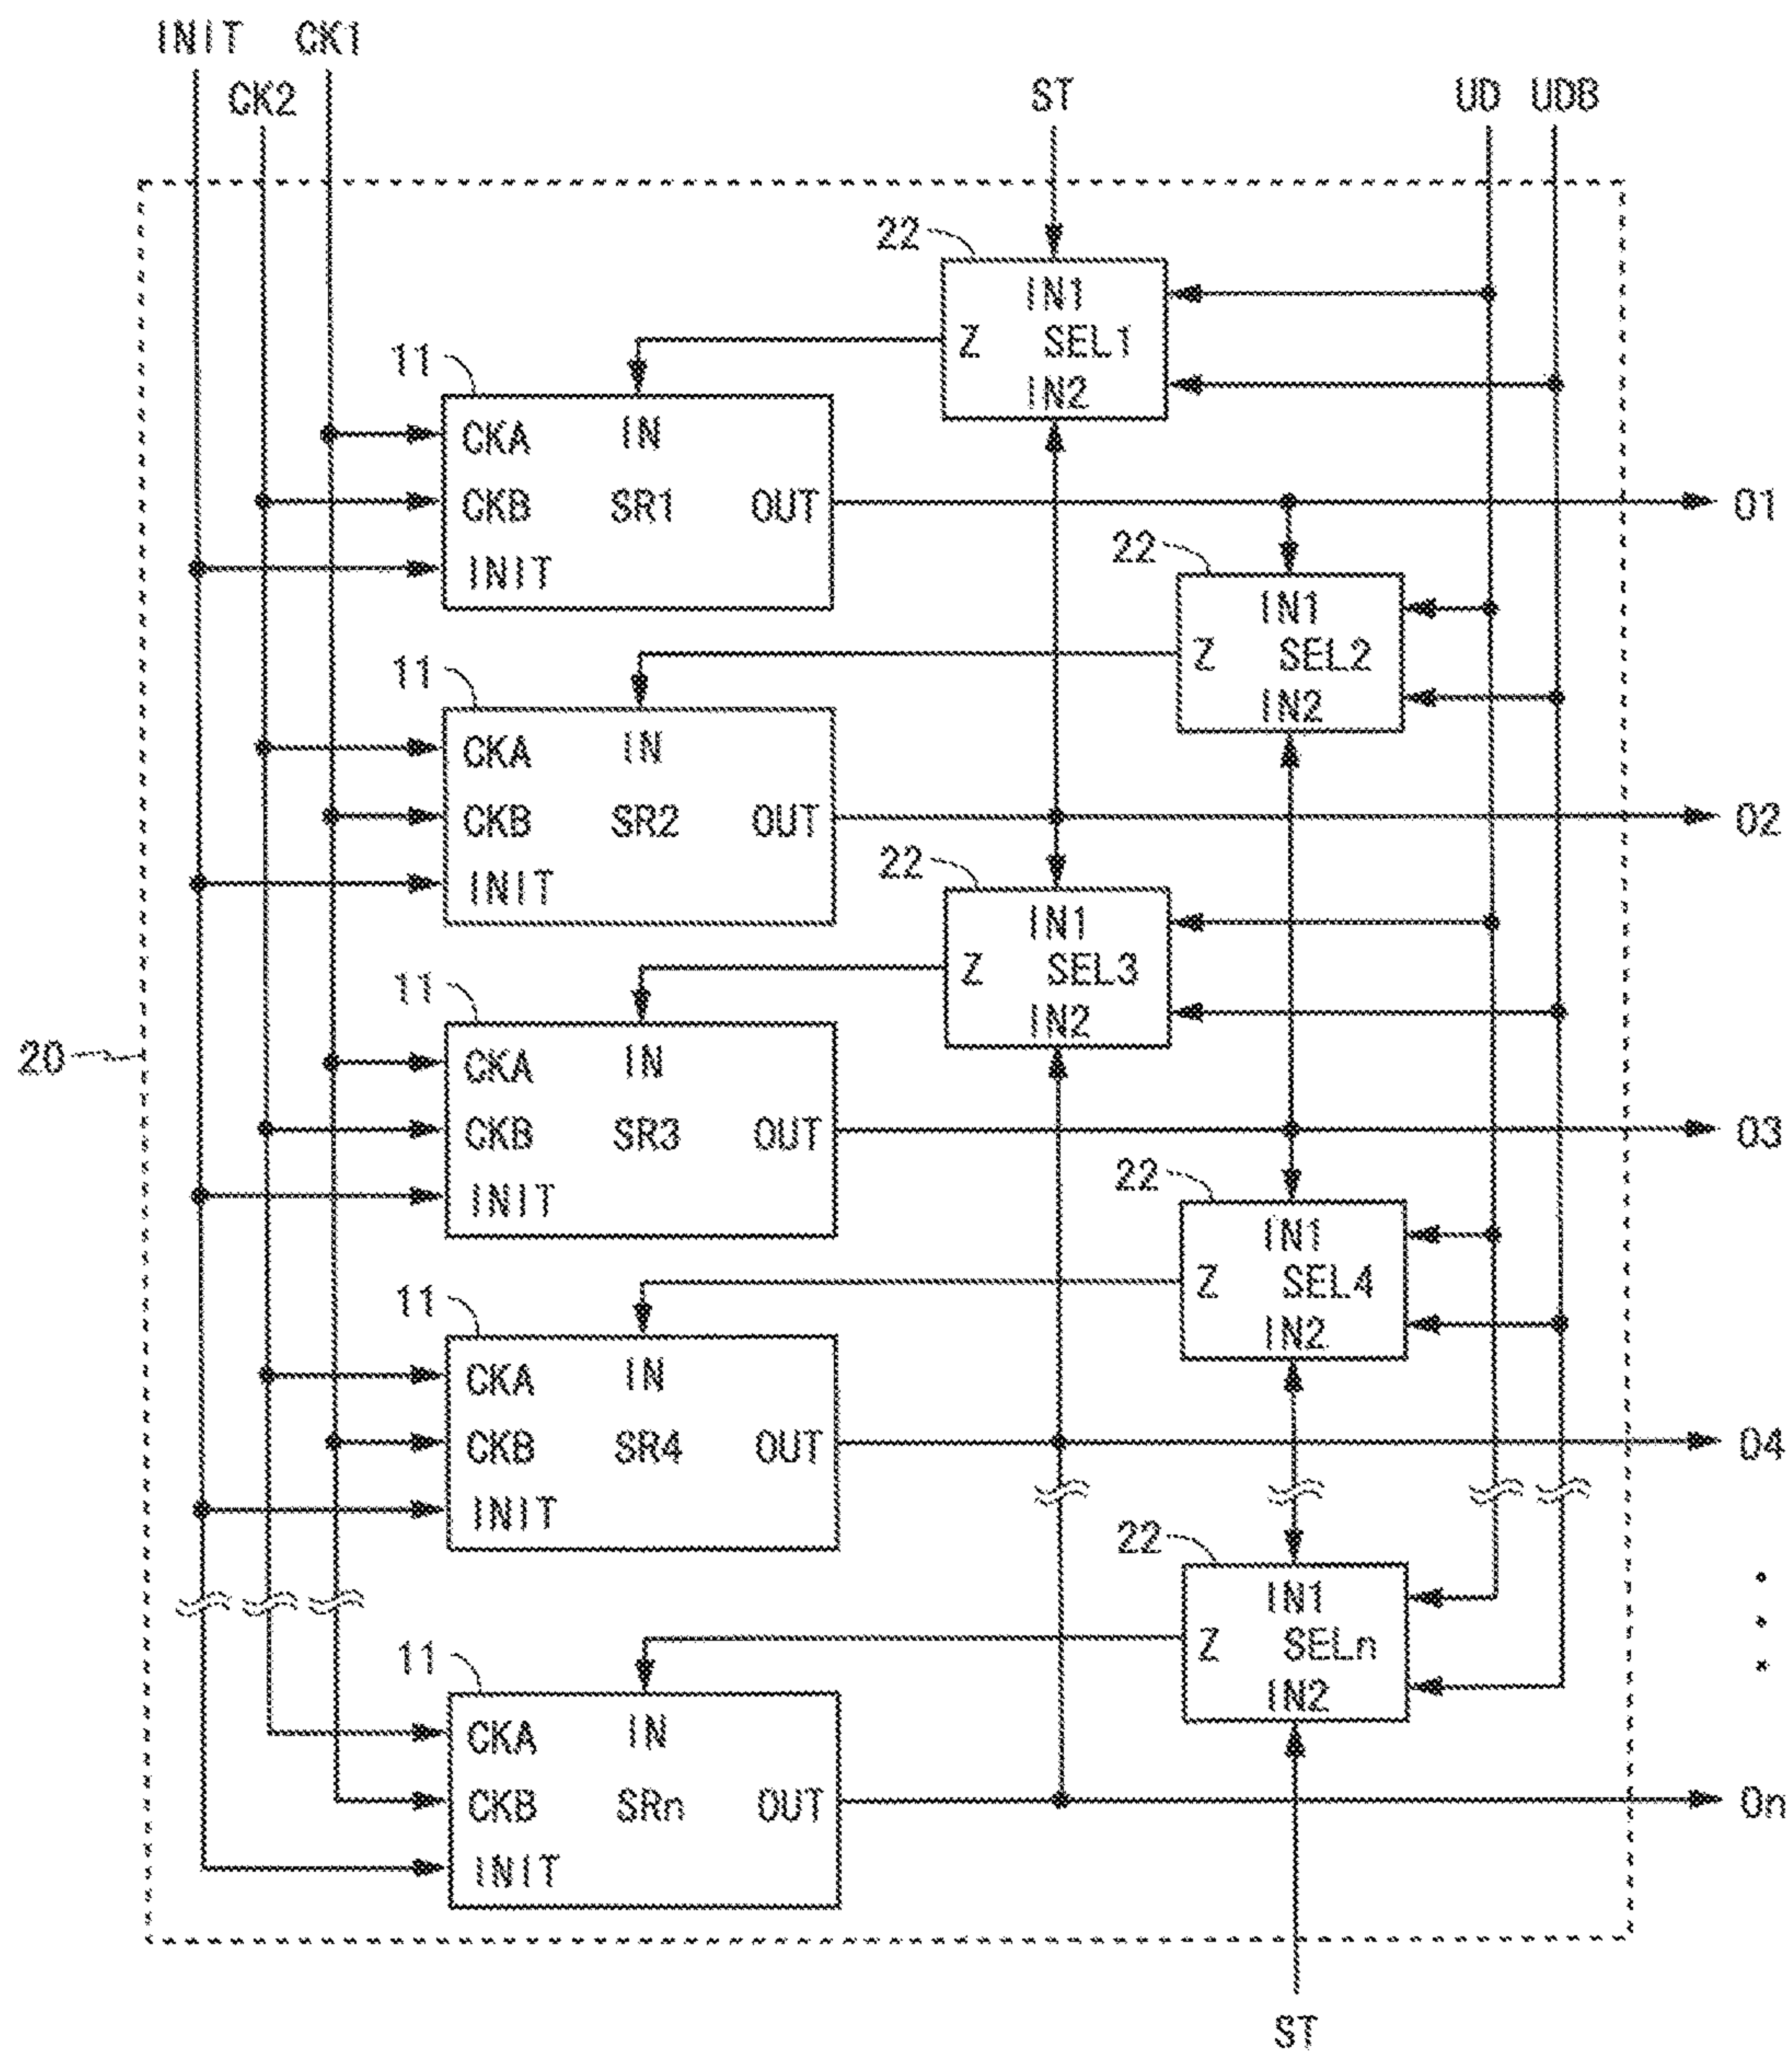 INIT CK1
CK2 ST UD UDB
22
IN1
Z SEL1
IN2
11
CKA IN
CKB SR1 OUT
INIT
O1
22
IN1
Z SEL2
IN2
11
CKA IN
CKB SR2 OUT
INIT
O2
22
IN1
Z SEL3
IN2
11
20
CKA IN
CKB SR3 OUT
INIT
O3
22
IN1
Z SEL4
IN2
11
CKA IN
CKB SR4 OUT
INIT
O4
22
IN1
Z SELn
IN2
11
CKA IN
CKB SRn OUT
INIT
On
ST